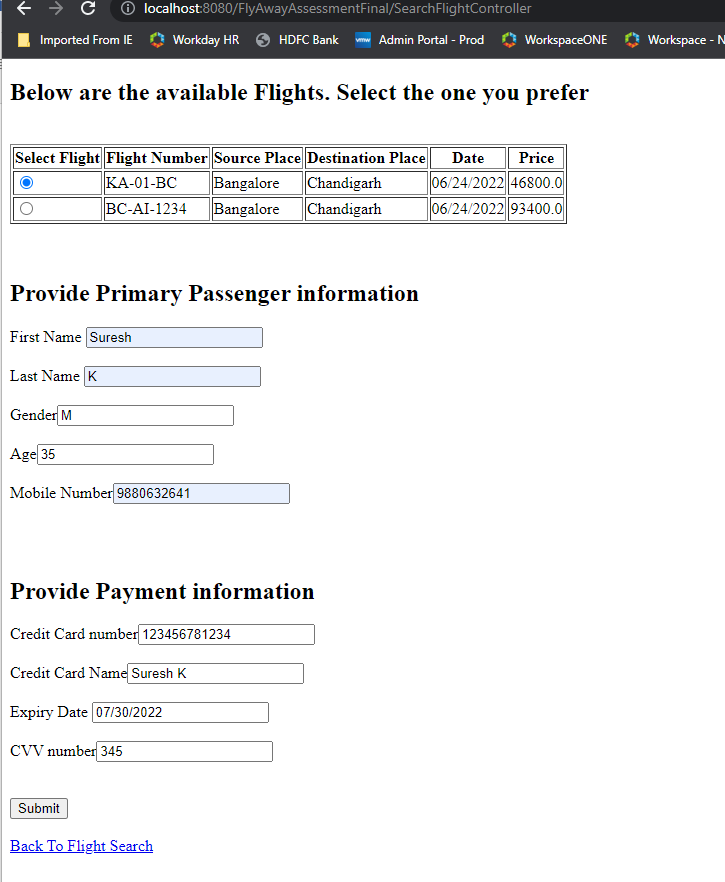 localhost:8080/FlyAwayAssessmentFinal/SearchFlightController
Imported From IE Workday HR HDFC Bank vmw Admin Portal - Prod WorkspaceONE Workspace - N
Below are the available Flights. Select the one you prefer
Select Flight Flight Number Source Place Destination Place Date Price
KA-01-BC Bangalore Chandigarh 06/24/2022 46800.0
BC-AI-1234 Bangalore Chandigarh 06/24/2022 93400.0
Provide Primary Passenger information
First Name Suresh
Last Name K
Gender M
Age 35
Mobile Number 9880632641
Provide Payment information
Credit Card number 123456781234
Credit Card Name Suresh K
Expiry Date 07/30/2022
CVV number 345
Submit
Back To Flight Search